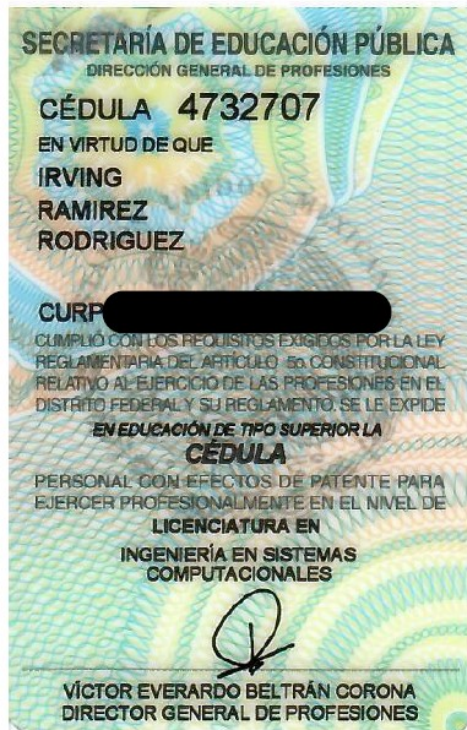 SECRETARÍA DE EDUCACIÓN PÚBLICA
DIRECCIÓN GENERAL DE PROFESIONES
CÉDULA 4732707
EN VIRTUD DE QUE
IRVING
RAMIREZ
RODRIGUEZ
CURP
CUMPLIÓ CON LOS REQUISITOS EXIGIDOS POR LA LEY
REGLAMENTARIA DEL ARTÍCULO 5o. CONSTITUCIONAL
RELATIVO AL EJERCICIO DE LAS PROFESIONES EN EL
DISTRITO FEDERAL Y SU REGLAMENTO. SE LE EXPIDE
EN EDUCACIÓN DE TIPO SUPERIOR LA
CÉDULA
PERSONAL CON EFECTOS DE PATENTE PARA
EJERCER PROFESIONALMENTE EN EL NIVEL DE
LICENCIATURA EN
INGENIERÍA EN SISTEMAS
COMPUTACIONALES
VÍCTOR EVERARDO BELTRÁN CORONA
DIRECTOR GENERAL DE PROFESIONES